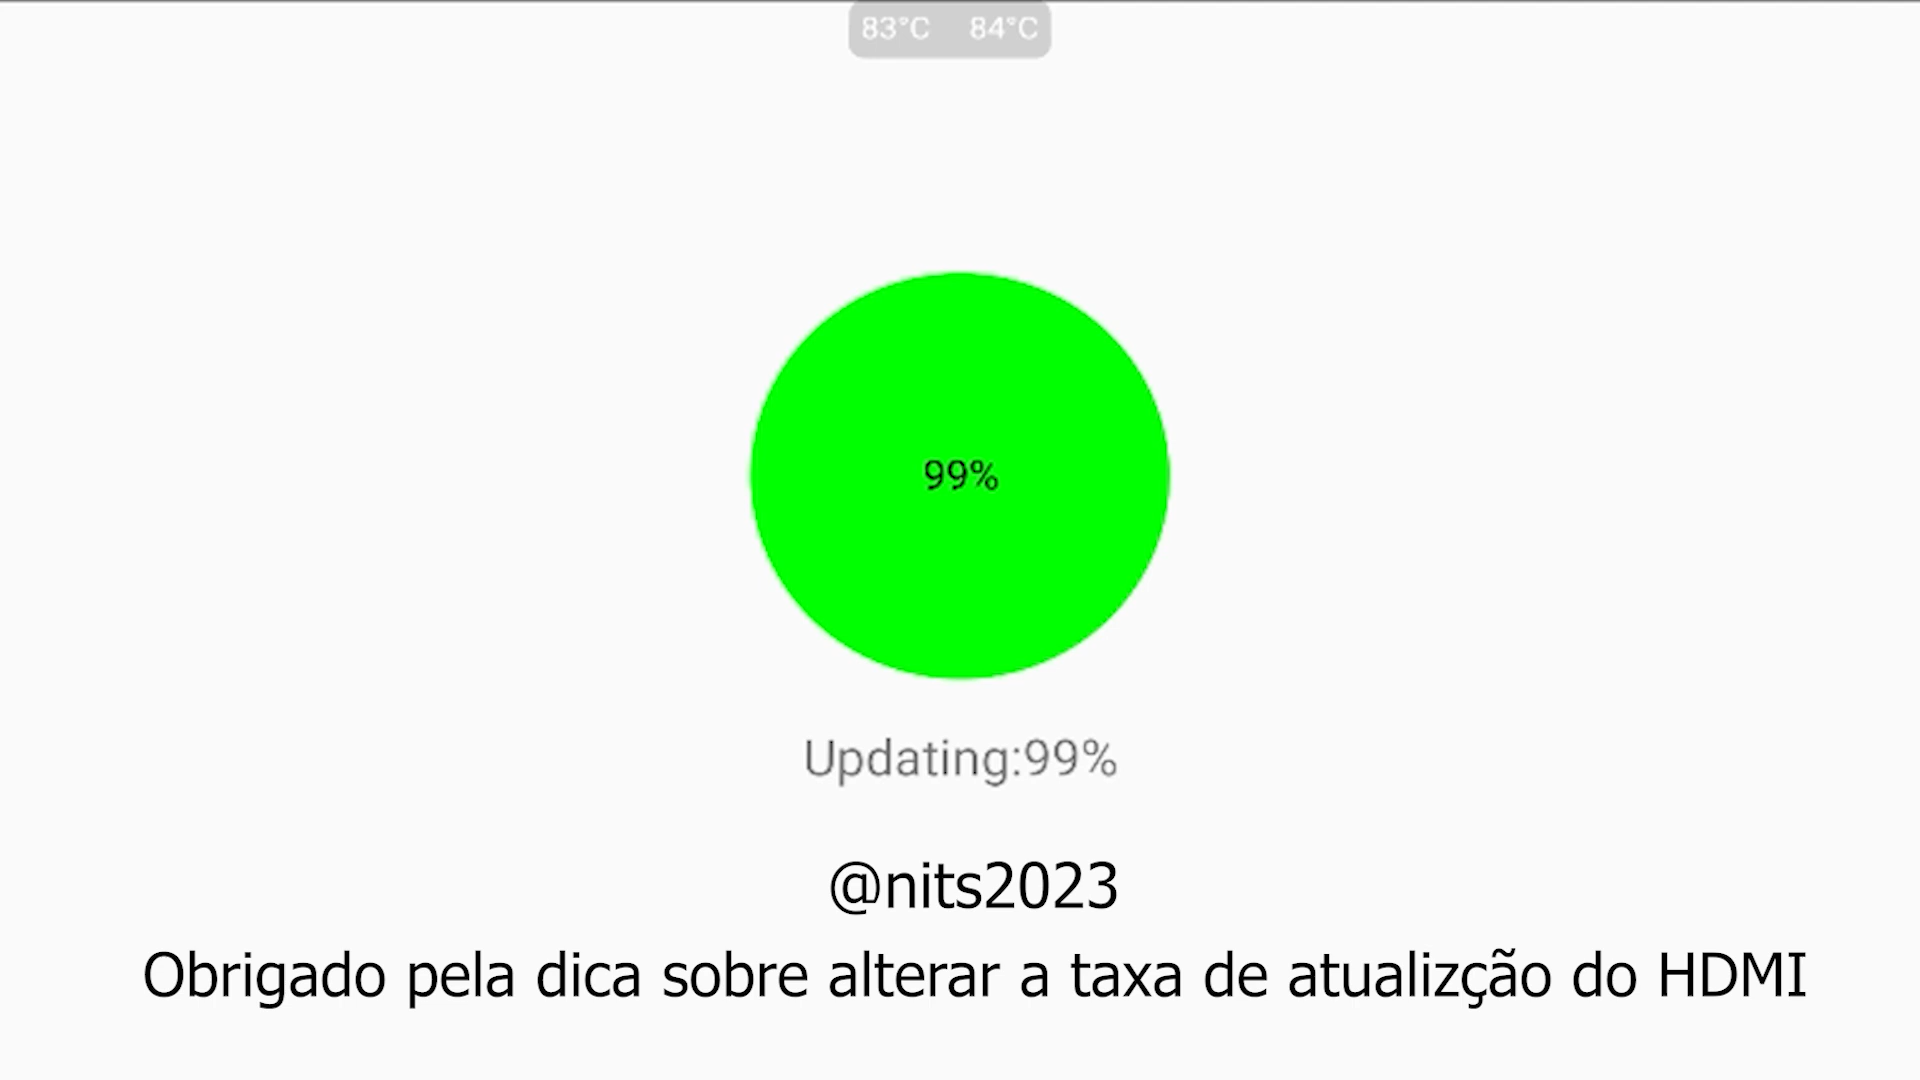 83°C 84°C
99%
Updating:99%
@nits2023
Obrigado pela dica sobre alterar a taxa de atualizção do HDMI